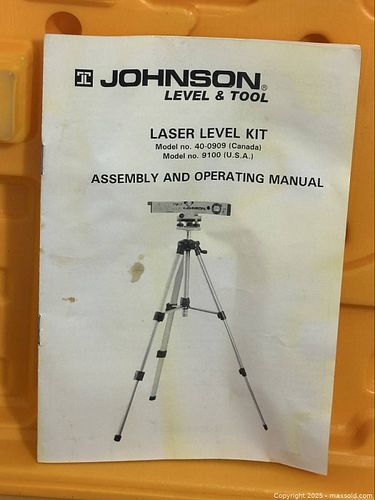 JOHNSON®
LEVEL & TOOL
LASER LEVEL KIT
Model no. 40-0909 (Canada)
Model no. 9100 (U.S.A.)
ASSEMBLY AND OPERATING MANUAL
JOHNSON
Copyright 2025 - maxsold.com